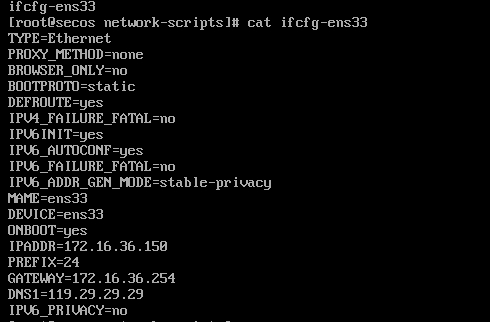 ifcfg-ens33
[root@secos network-scripts]# cat ifcfg-ens33
TYPE=Ethernet
PROXY_METHOD=none
BROWSER_ONLY=no
BOOTPROTO=static
DEFROUTE=yes
IPV4_FAILURE_FATAL=no
IPV6INIT=yes
IPV6_AUTOCONF=yes
IPV6_FAILURE_FATAL=no
IPV6_ADDR_GEN_MODE=stable-privacy
MAME=ens33
DEVICE=ens33
ONBOOT=yes
IPADDR=172.16.36.150
PREFIX=24
GATEWAY=172.16.36.254
DNS1=119.29.29.29
IPV6_PRIVACY=no